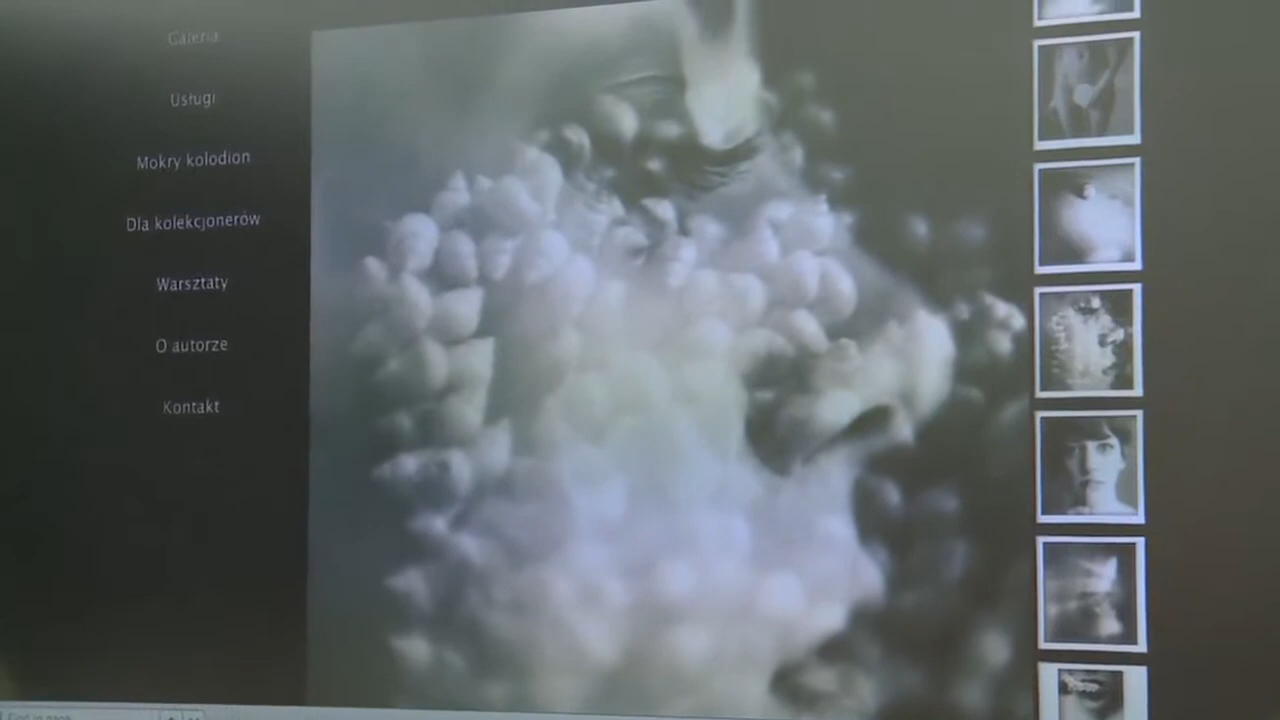 Galeria
Usługi
Mokry kolodion
Dla kolekcjonerów
Warsztaty
O autorze
Kontakt